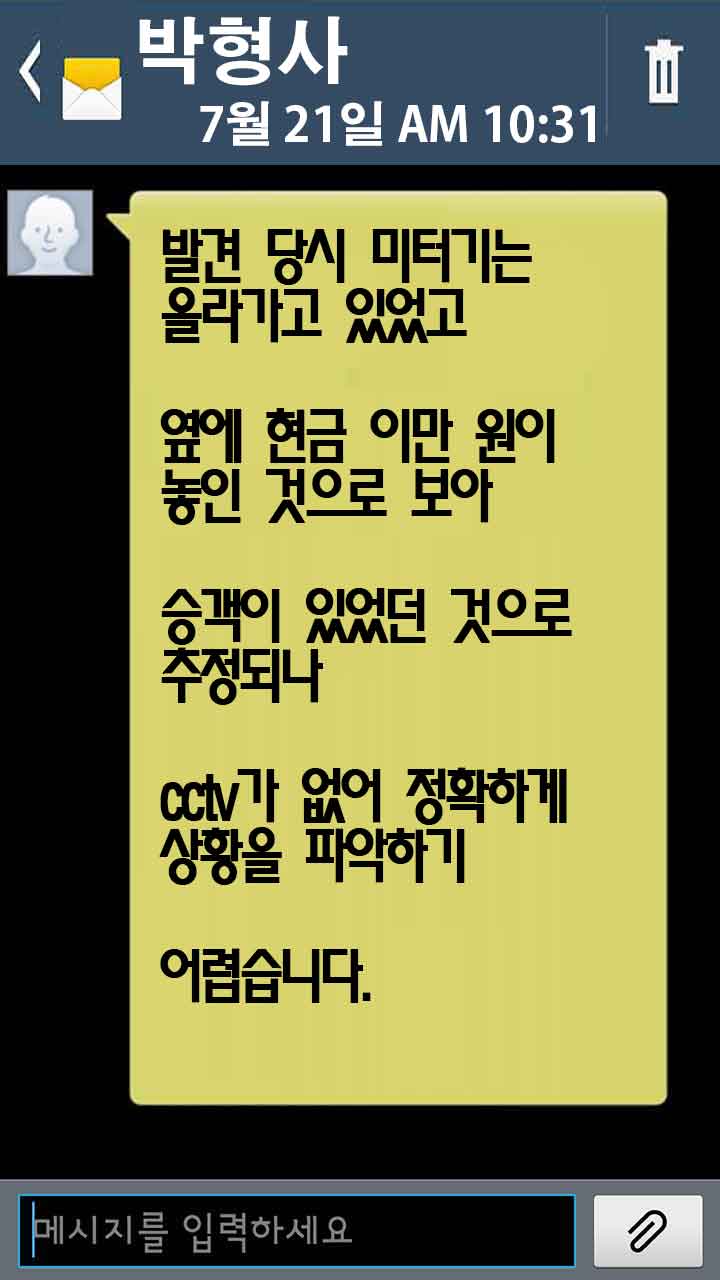 박형사
7월 21일 AM 10:31
발견 당시 미터기는
올라가고 있었고
옆에 현금 이만 원이
놓인 것으로 보아
승객이 있었던 것으로
추정되나
cctv가 없어 정확하게
상황을 파악하기
어렵습니다.
메시지를 입력하세요